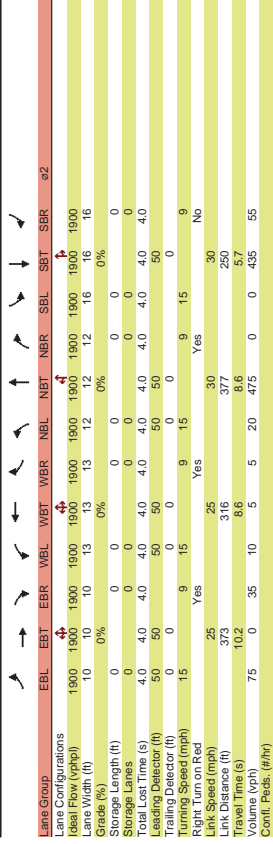 Lane Group EBL EBT EBR WBL WBT WBR NBL NBT NBR SBL SBT SBR ø2
Lane Configurations
Ideal Flow (vphpl) 1900 1900 1900 1900 1900 1900 1900 1900 1900 1900 1900 1900
Lane Width (ft) 10 10 10 13 13 13 12 12 12 16 16 16
Grade (%) 0% 0% 0% 0%
Storage Length (ft) 0 0 0 0 0 0 0 0
Storage Lanes 0 0 0 0 0 0 0 0
Total Lost Time (s) 4.0 4.0 4.0 4.0 4.0 4.0 4.0 4.0 4.0 4.0 4.0 4.0
Leading Detector (ft) 50 50 50 50 50 50 50
Trailing Detector (ft) 0 0 0 0 0 0 0
Turning Speed (mph) 15 9 15 9 15 9 15 9
Right Turn on Red Yes Yes Yes No
Link Speed (mph) 25 25 30 30
Link Distance (ft) 373 316 377 250
Travel Time (s) 10.2 8.6 8.6 5.7
Volume (vph) 75 0 35 10 5 5 20 475 0 0 435 55
Confl. Peds. (#/hr)